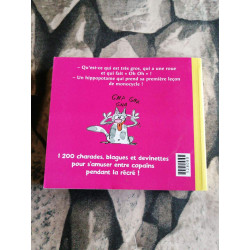 – Qu'est-ce qui est très gros, qui a une roue
et qui fait « Oh Oh » !
– Un hippopotame qui prend sa première leçon
de monocycle !
1 200 charades, blagues et devinettes
pour s'amuser entre copains
pendant la récré !